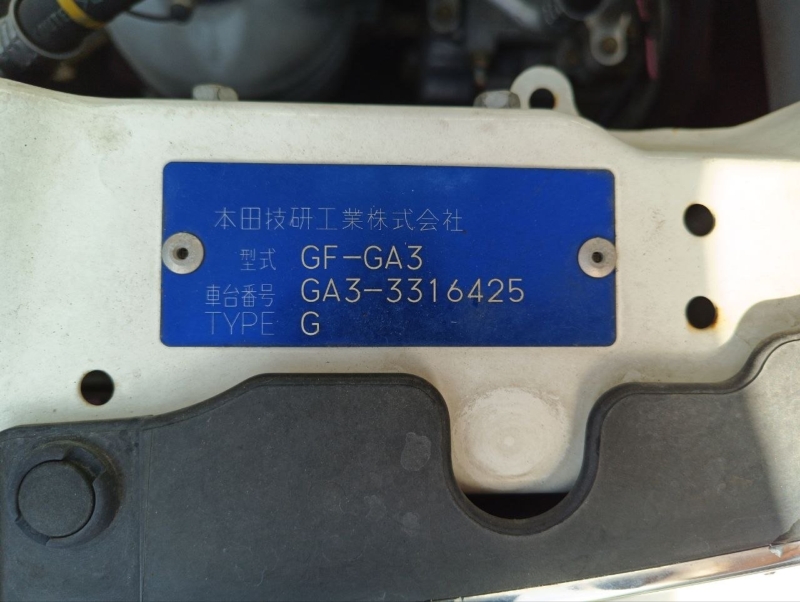 本田技研工業株式会社
型式 GF-GA3
車台番号 GA3-3316425
TYPE G